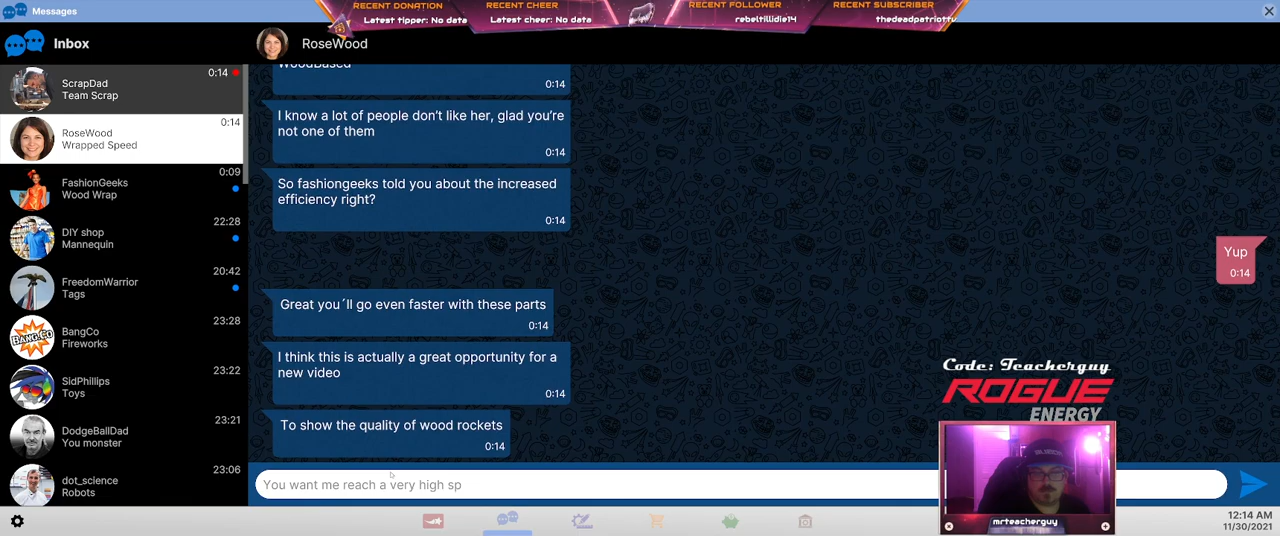 Messages
RECENT DONATION
Latest tipper: No data
RECENT CHEER
Latest cheer: No data
RECENT FOLLOWER
rebeltillidie14
RECENT SUBSCRIBER
thedeadpatriottv
Inbox
RoseWood
ScrapDad
Team Scrap
0:14
RoseWood
Wrapped Speed
0:14
FashionGeeks
Wood Wrap
0:09
DIY shop
Mannequin
22:28
FreedomWarrior
Tags
20:42
BangCo
Fireworks
23:28
BANG.CO
SidPhillips
Toys
23:22
DodgeBallDad
You monster
23:21
dot_science
Robots
23:06
WoodBased
0:14
I know a lot of people don't like her, glad you're
not one of them
0:14
So fashiongeeks told you about the increased
efficiency right?
0:14
Yup
0:14
Great you´ll go even faster with these parts
0:14
I think this is actually a great opportunity for a
new video
0:14
To show the quality of wood rockets
0:14
You want me reach a very high sp
Code: Teacherguy
ROGUE
ENERGY
mrteacherguy
12:14 AM
11/30/2021